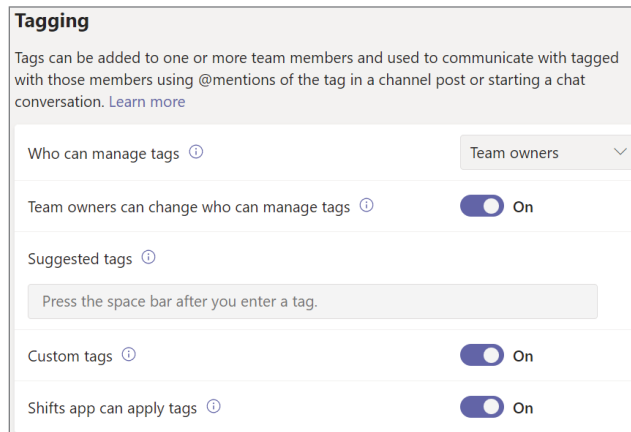 Tagging
Tags can be added to one or more team members and used to communicate with tagged
with those members using @mentions of the tag in a channel post or starting a chat
conversation. Learn more
Who can manage tags
Team owners
Team owners can change who can manage tags
On
Suggested tags
Press the space bar after you enter a tag.
Custom tags
On
Shifts app can apply tags
On